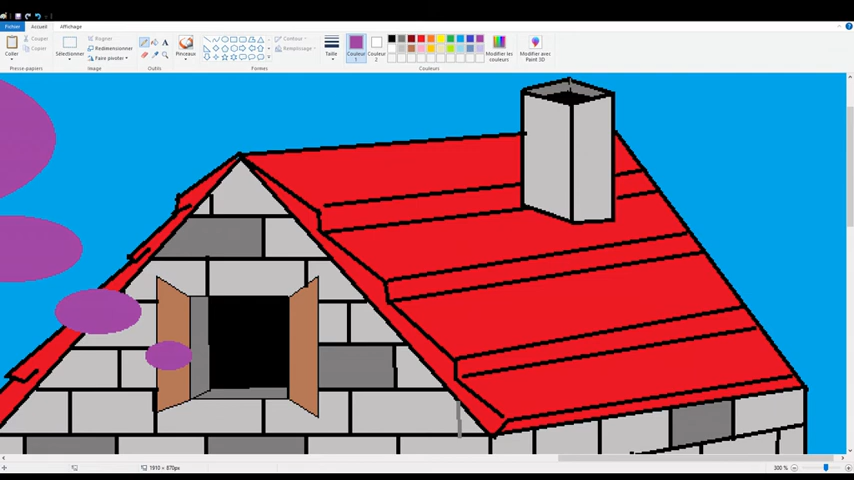 Fichier Accueil Affichage
Coller
Couper
Copier
Sélectionner
Rogner
Redimensionner
Faire pivoter
Pinceaux
Contour
Remplissage
Taille
Couleur 1
Couleur 2
Modifier les couleurs
Modifier avec Paint 3D
Presse-papiers Image Outils Formes Couleurs
1910 × 870px
300 %